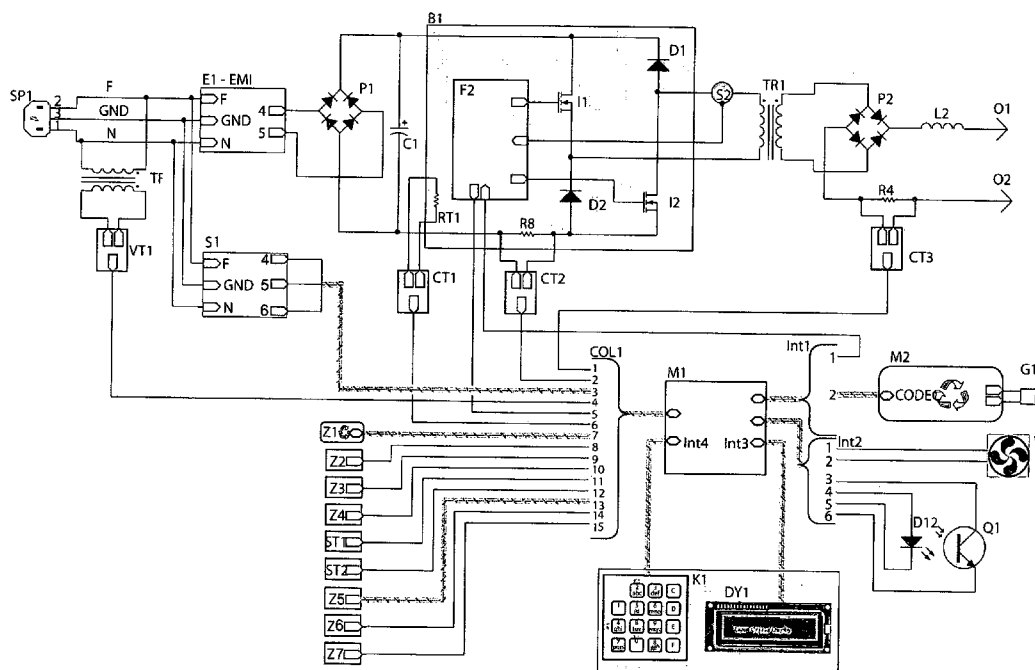 B1
SP1
2
3
1
F
GND
N
E1 - EMI
F
GND
N
4
5
P1
+
C1
F2
I1
D1
S2
TR1
P2
L2
O1
O2
TF
D2
I2
R4
RT1
R8
VT1
S1
F
GND
N
4
5
6
CT1
CT2
CT3
COL1
1
2
3
4
5
6
7
8
9
10
11
12
13
14
15
M1
Int4
Int3
Int1
1
2
M2
CODE
G1
Int2
1
2
3
4
5
6
D12
Q1
Z1
Z2
Z3
Z4
ST1
ST2
Z5
Z6
Z7
K1
DY1